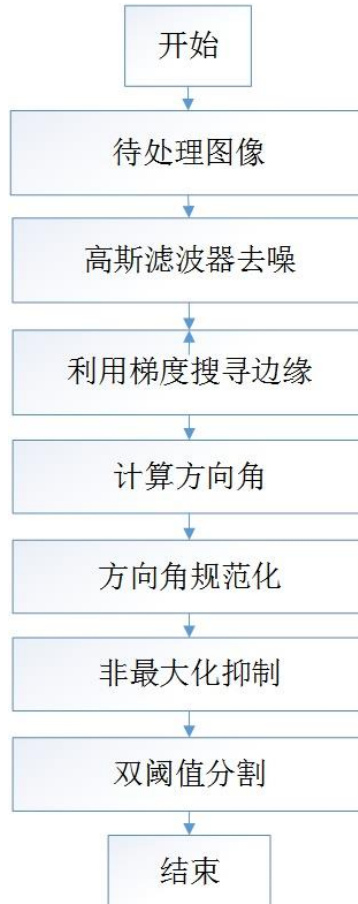 开始
待处理图像
高斯滤波器去噪
利用梯度搜寻边缘
计算方向角
方向角规范化
非最大化抑制
双阈值分割
结束